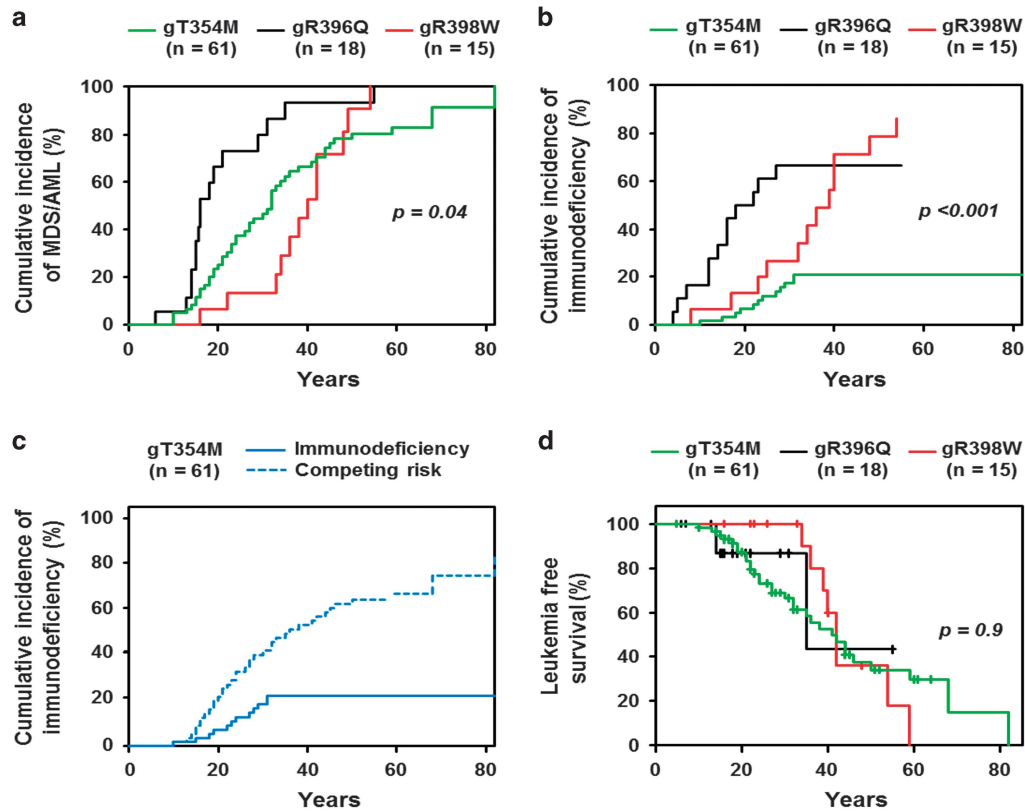 a
gT354M gR396Q gR398W
(n = 61) (n = 18) (n = 15)
Cumulative incidence
of MDS/AML (%)
100
80
60
40
20
0
p = 0.04
0 20 40 60 80
Years
b
gT354M gR396Q gR398W
(n = 61) (n = 18) (n = 15)
Cumulative incidence of
immunodeficiency (%)
100
80
60
40
20
0
p <0.001
0 20 40 60 80
Years
c
gT354M Immunodeficiency
(n = 61) Competing risk
Cumulative incidence of
immunodeficiency (%)
100
80
60
40
20
0
0 20 40 60 80
Years
d
gT354M gR396Q gR398W
(n = 61) (n = 18) (n = 15)
Leukemia free
survival (%)
100
80
60
40
20
0
p = 0.9
0 20 40 60 80
Years